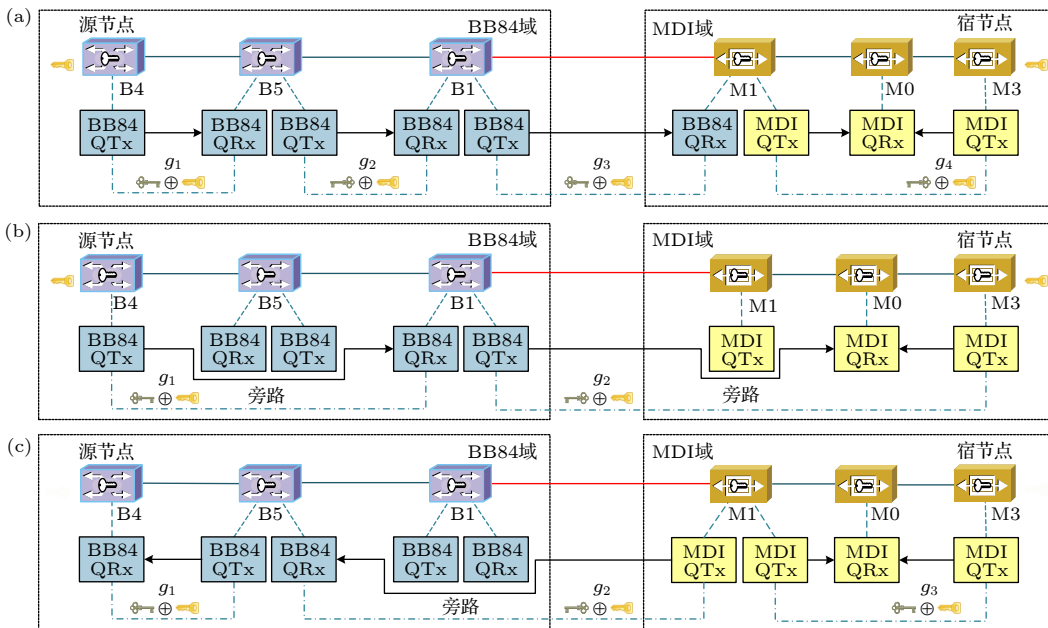 (a)
源节点
BB84域
MDI域
宿节点
B4
B5
B1
M1
M0
M3
BB84
QTx
BB84
QRx
BB84
QTx
BB84
QRx
BB84
QTx
BB84
QRx
MDI
QTx
MDI
QRx
MDI
QTx
g1
g2
g3
g4
⊕
⊕
⊕
⊕
(b)
源节点
BB84域
MDI域
宿节点
B4
B5
B1
M1
M0
M3
BB84
QTx
BB84
QRx
BB84
QTx
BB84
QRx
BB84
QTx
MDI
QTx
MDI
QRx
MDI
QTx
g1
旁路
g2
旁路
⊕
⊕
(c)
源节点
BB84域
MDI域
宿节点
B4
B5
B1
M1
M0
M3
BB84
QRx
BB84
QTx
BB84
QRx
BB84
QTx
BB84
QRx
MDI
QTx
MDI
QTx
MDI
QRx
MDI
QTx
g1
旁路
g2
g3
⊕
⊕
⊕